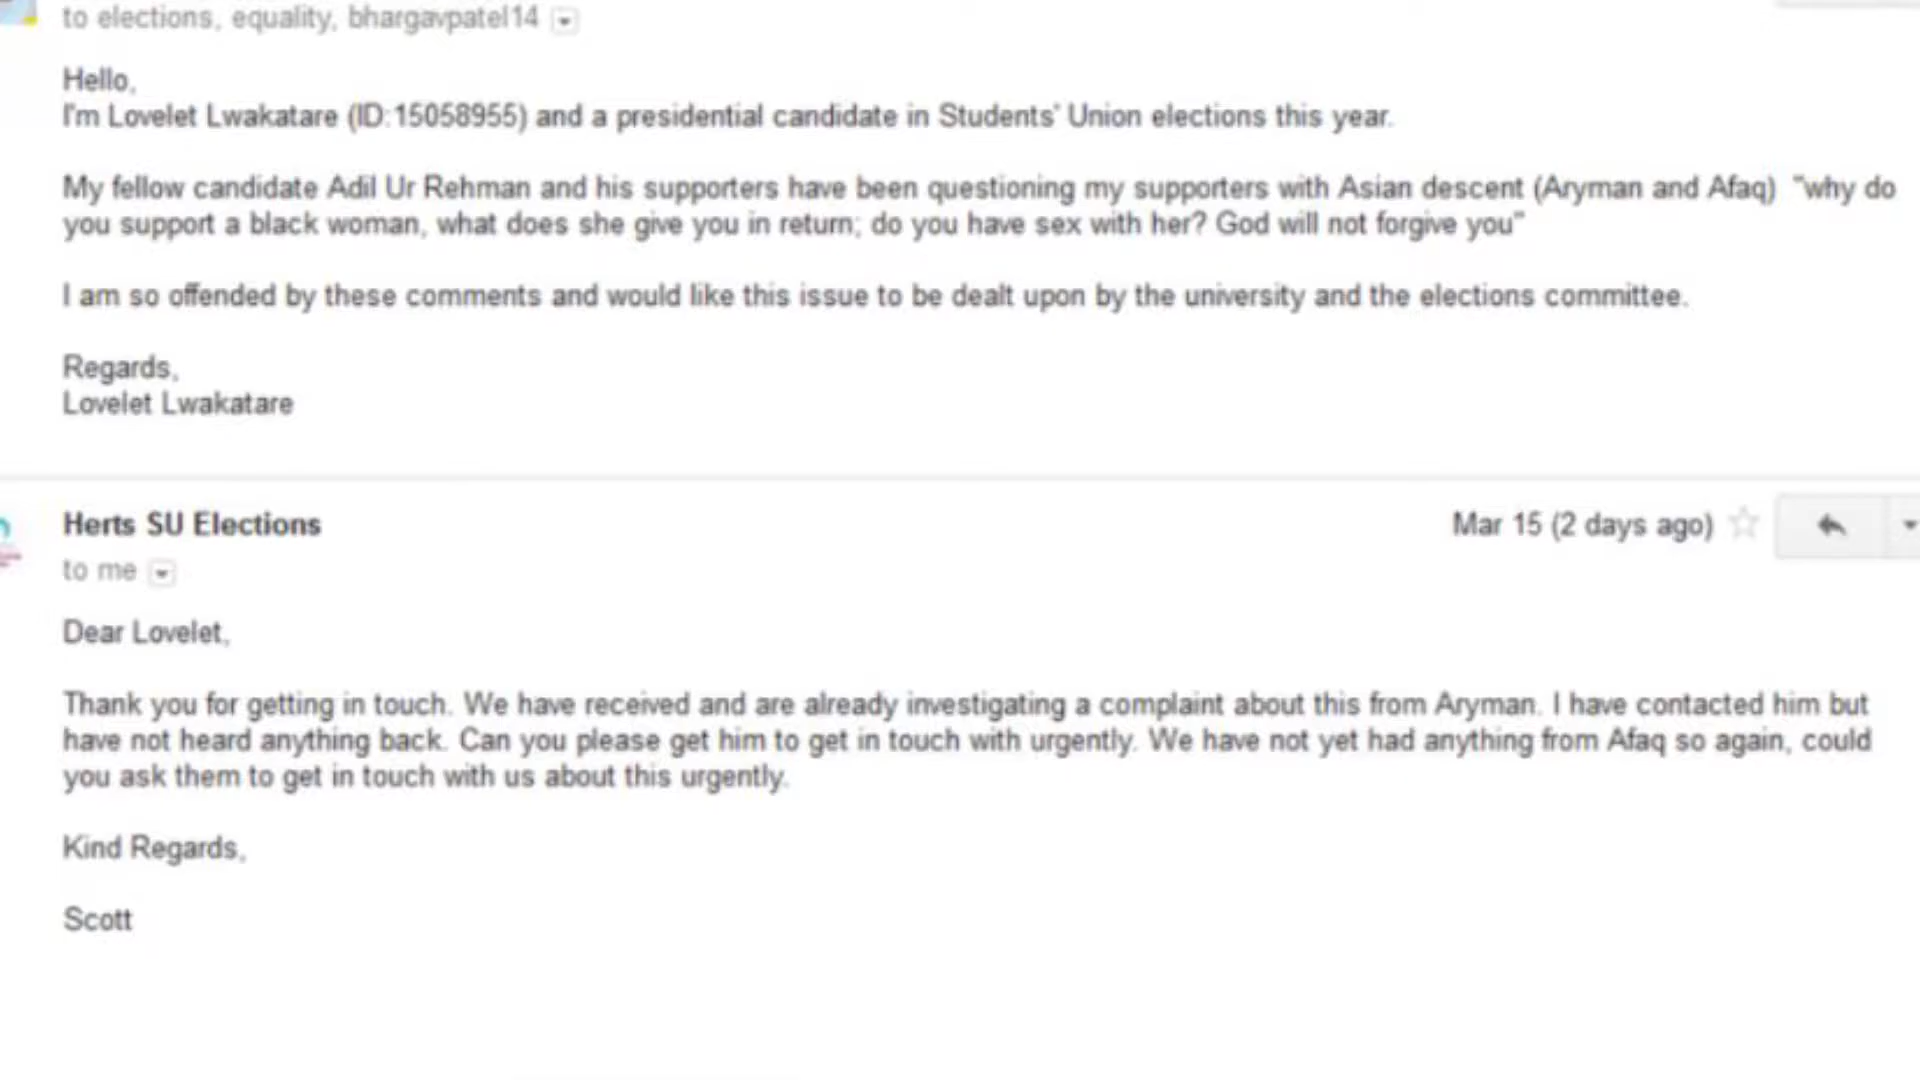 to elections, equality, bhargavpatel14
Hello,
I'm Lovelet Lwakatare (ID:15058955) and a presidential candidate in Students' Union elections this year.
My fellow candidate Adil Ur Rehman and his supporters have been questioning my supporters with Asian descent (Aryman and Afaq) "why do
you support a black woman, what does she give you in return; do you have sex with her? God will not forgive you"
I am so offended by these comments and would like this issue to be dealt upon by the university and the elections committee.
Regards,
Lovelet Lwakatare
Herts SU Elections
Mar 15 (2 days ago)
to me
Dear Lovelet,
Thank you for getting in touch. We have received and are already investigating a complaint about this from Aryman. I have contacted him but
have not heard anything back. Can you please get him to get in touch with urgently. We have not yet had anything from Afaq so again, could
you ask them to get in touch with us about this urgently.
Kind Regards,
Scott